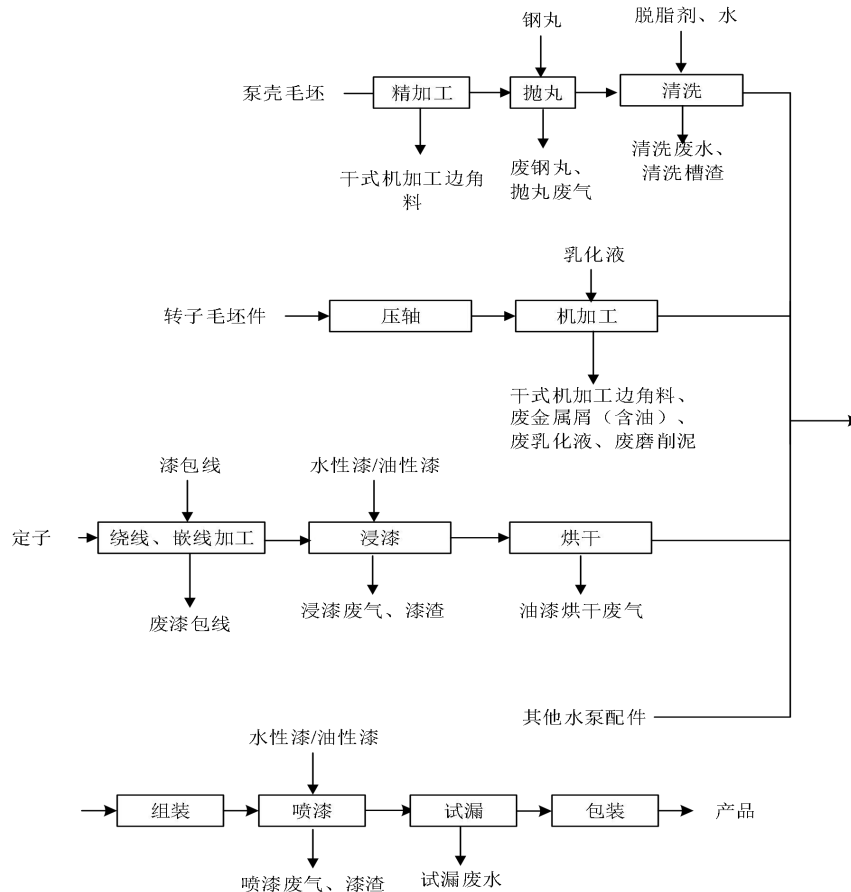 钢丸
脱脂剂、水
泵壳毛坯
精加工
抛丸
清洗
干式机加工边角
料
废钢丸、
抛丸废气
清洗废水、
清洗槽渣
乳化液
转子毛坯件
压轴
机加工
干式机加工边角料、
废金属屑（含油）、
废乳化液、废磨削泥
漆包线
水性漆/油性漆
定子
绕线、嵌线加工
浸漆
烘干
废漆包线
浸漆废气、漆渣
油漆烘干废气
其他水泵配件
水性漆/油性漆
组装
喷漆
试漏
包装
产品
喷漆废气、漆渣
试漏废水